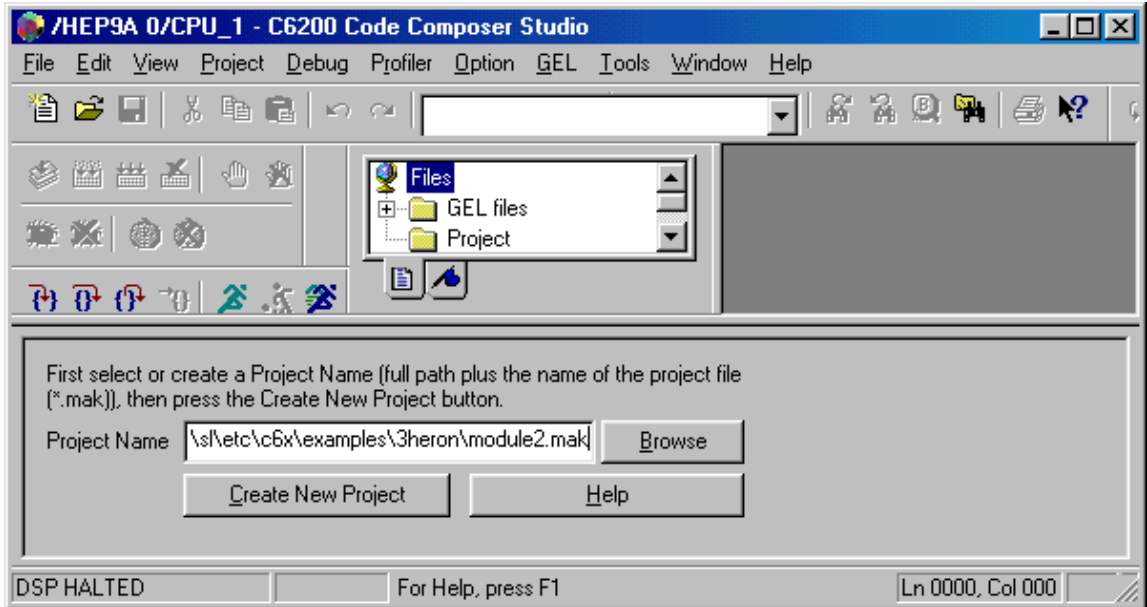 /HEP9A 0/CPU_1 - C6200 Code Composer Studio
File Edit View Project Debug Profiler Option GEL Tools Window Help
Files
GEL files
Project
First select or create a Project Name (full path plus the name of the project file
(*.mak)), then press the Create New Project button.
Project Name \sl\etc\c6x\examples\3heron\module2.mak Browse
Create New Project Help
DSP HALTED For Help, press F1 Ln 0000, Col 000